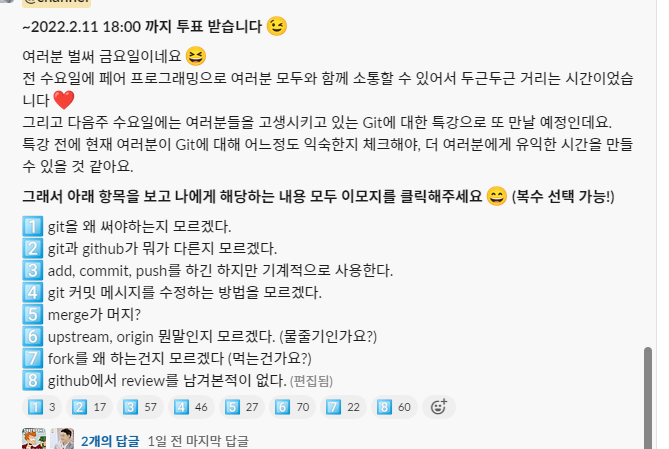 @channel
~2022.2.11 18:00 까지 투표 받습니다 😉
여러분 벌써 금요일이네요 😆
전 수요일에 페어 프로그래밍으로 여러분 모두와 함께 소통할 수 있어서 두근두근 거리는 시간이었습
니다 ❤️
그리고 다음주 수요일에는 여러분들을 고생시키고 있는 Git에 대한 특강으로 또 만날 예정인데요.
특강 전에 현재 여러분이 Git에 대해 어느정도 익숙한지 체크해야, 더 여러분에게 유익한 시간을 만들
수 있을 것 같아요.
그래서 아래 항목을 보고 나에게 해당하는 내용 모두 이모지를 클릭해주세요 😄 (복수 선택 가능!)
1️⃣ git을 왜 써야하는지 모르겠다.
2️⃣ git과 github가 뭐가 다른지 모르겠다.
3️⃣ add, commit, push를 하긴 하지만 기계적으로 사용한다.
4️⃣ git 커밋 메시지를 수정하는 방법을 모르겠다.
5️⃣ merge가 머지?
6️⃣ upstream, origin 뭔말인지 모르겠다. (물줄기인가요?)
7️⃣ fork를 왜 하는건지 모르겠다 (먹는건가요?)
8️⃣ github에서 review를 남겨본적이 없다. (편집됨)
1️⃣ 3 2️⃣ 17 3️⃣ 57 4️⃣ 46 5️⃣ 27 6️⃣ 70 7️⃣ 22 8️⃣ 60
2개의 답글 1일 전 마지막 답글